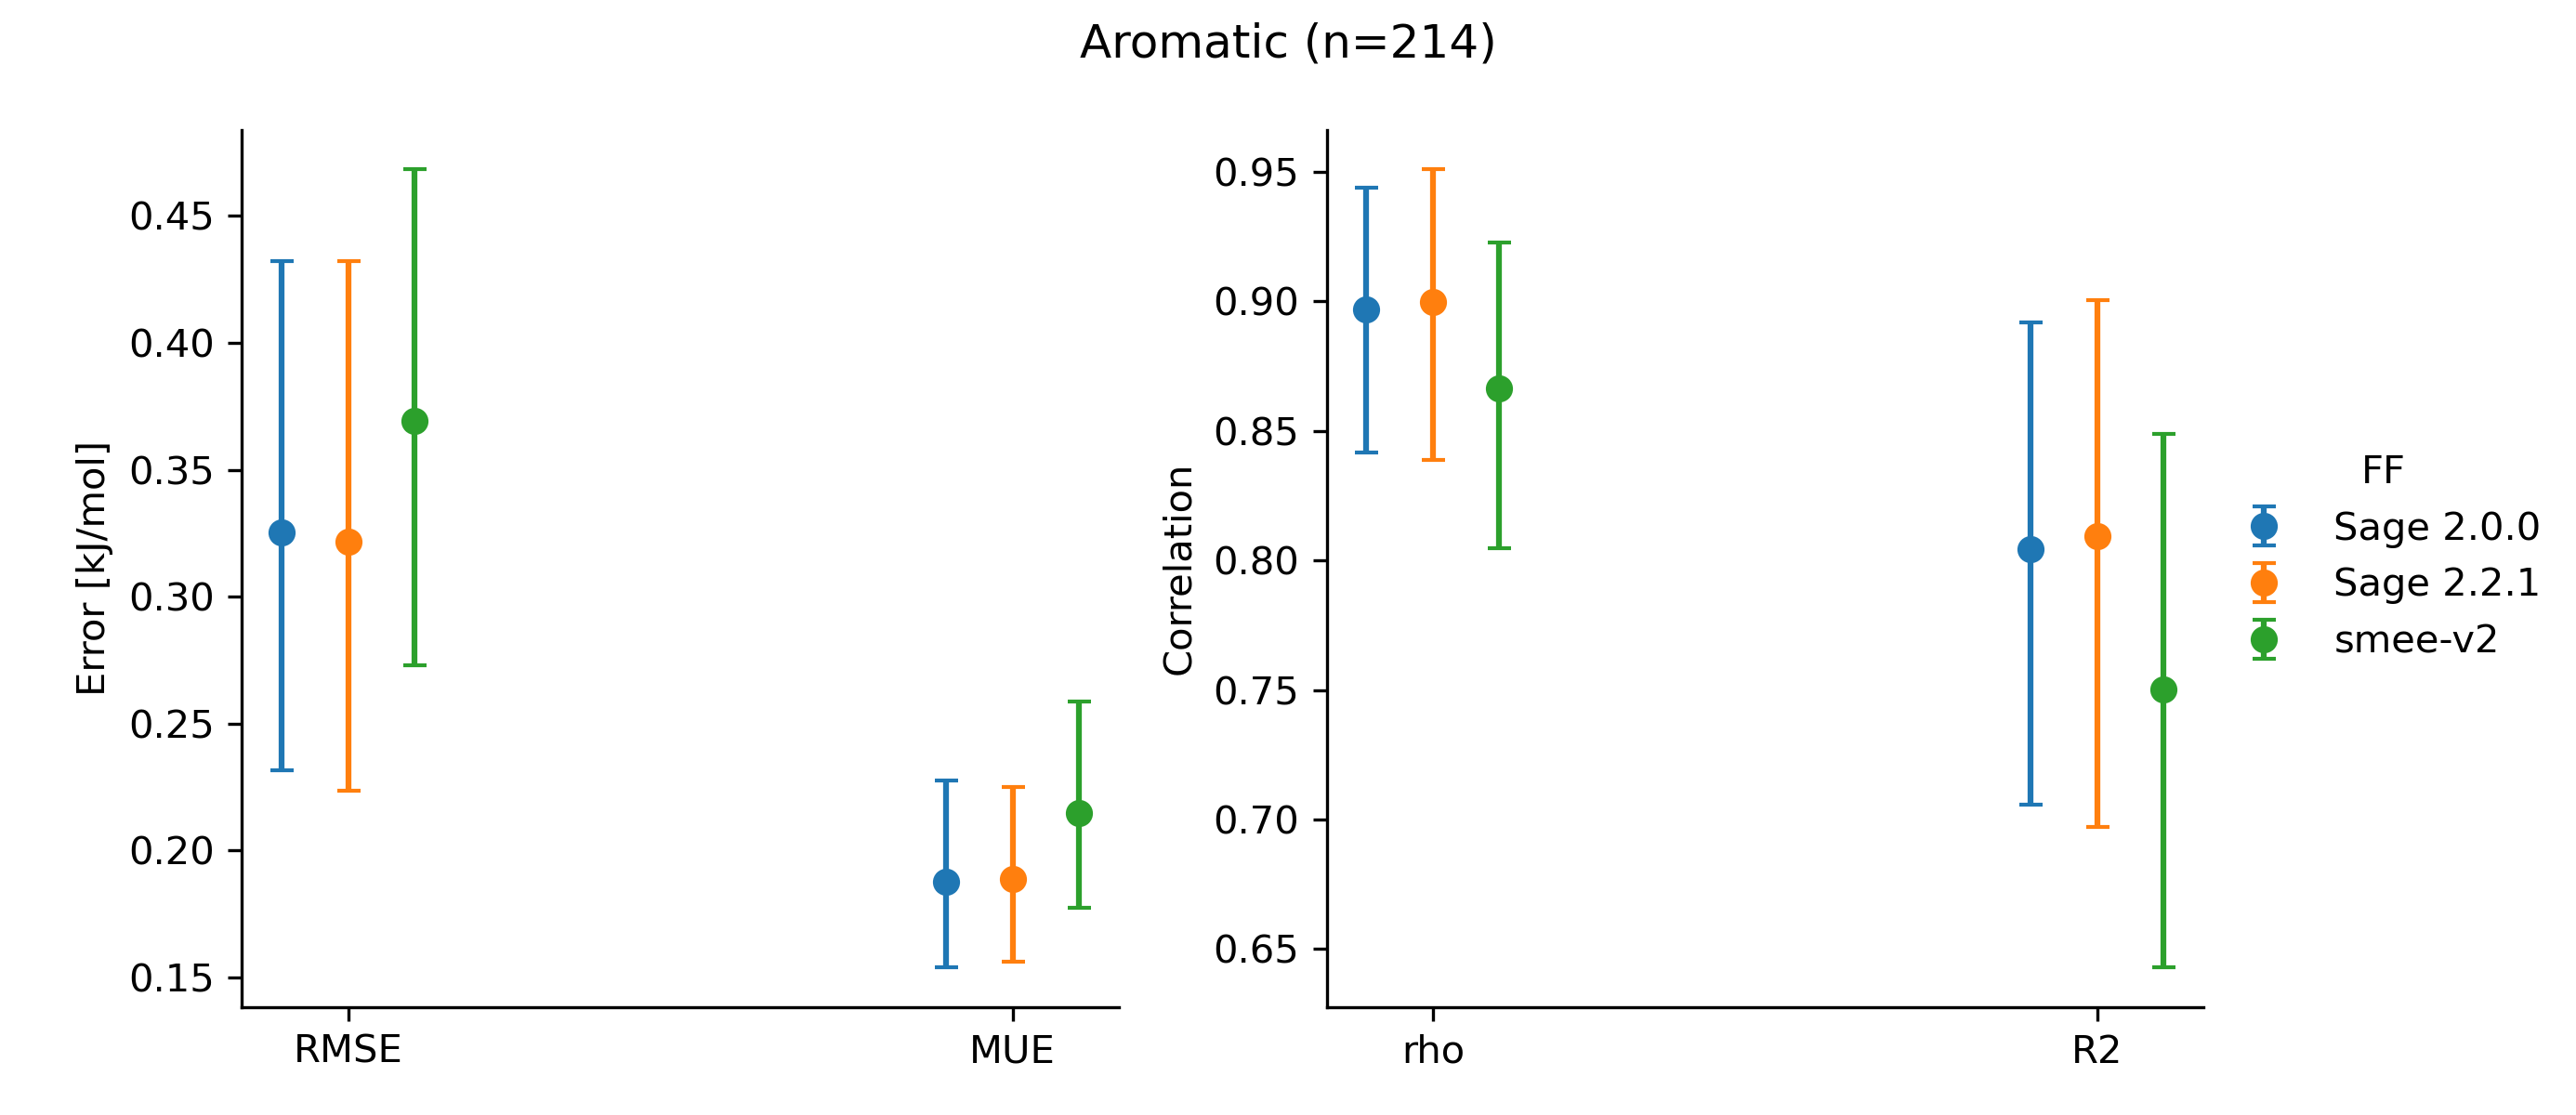 Aromatic (n=214)
Error [kJ/mol]
0.45
0.40
0.35
0.30
0.25
0.20
0.15
RMSE
MUE
Correlation
0.95
0.90
0.85
0.80
0.75
0.70
0.65
rho
R2
FF
Sage 2.0.0
Sage 2.2.1
smee-v2